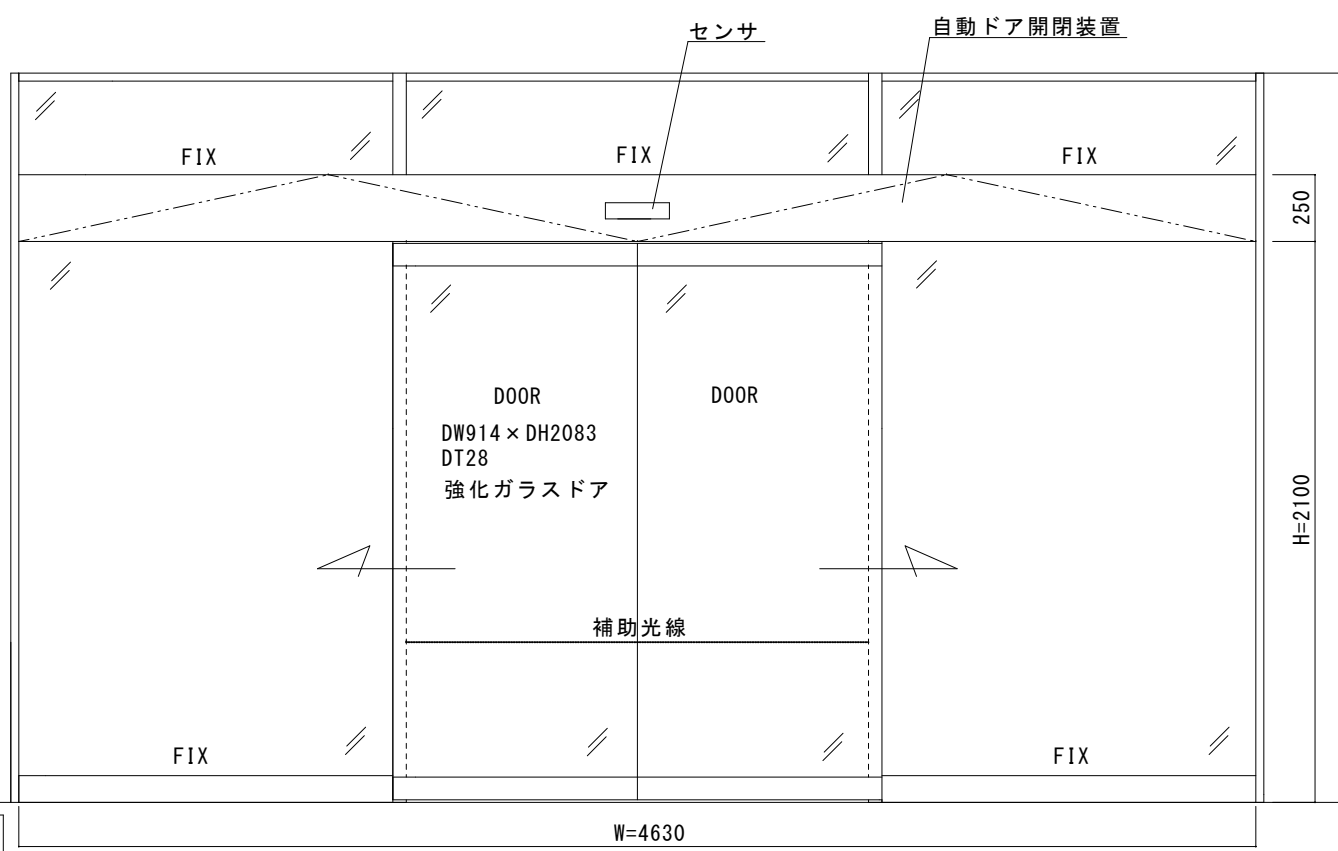 センサ
自動ドア開閉装置
FIX
FIX
FIX
250
DOOR
DOOR
DW914×DH2083
DT28
強化ガラスドア
H=2100
補助光線
FIX
FIX
W=4630